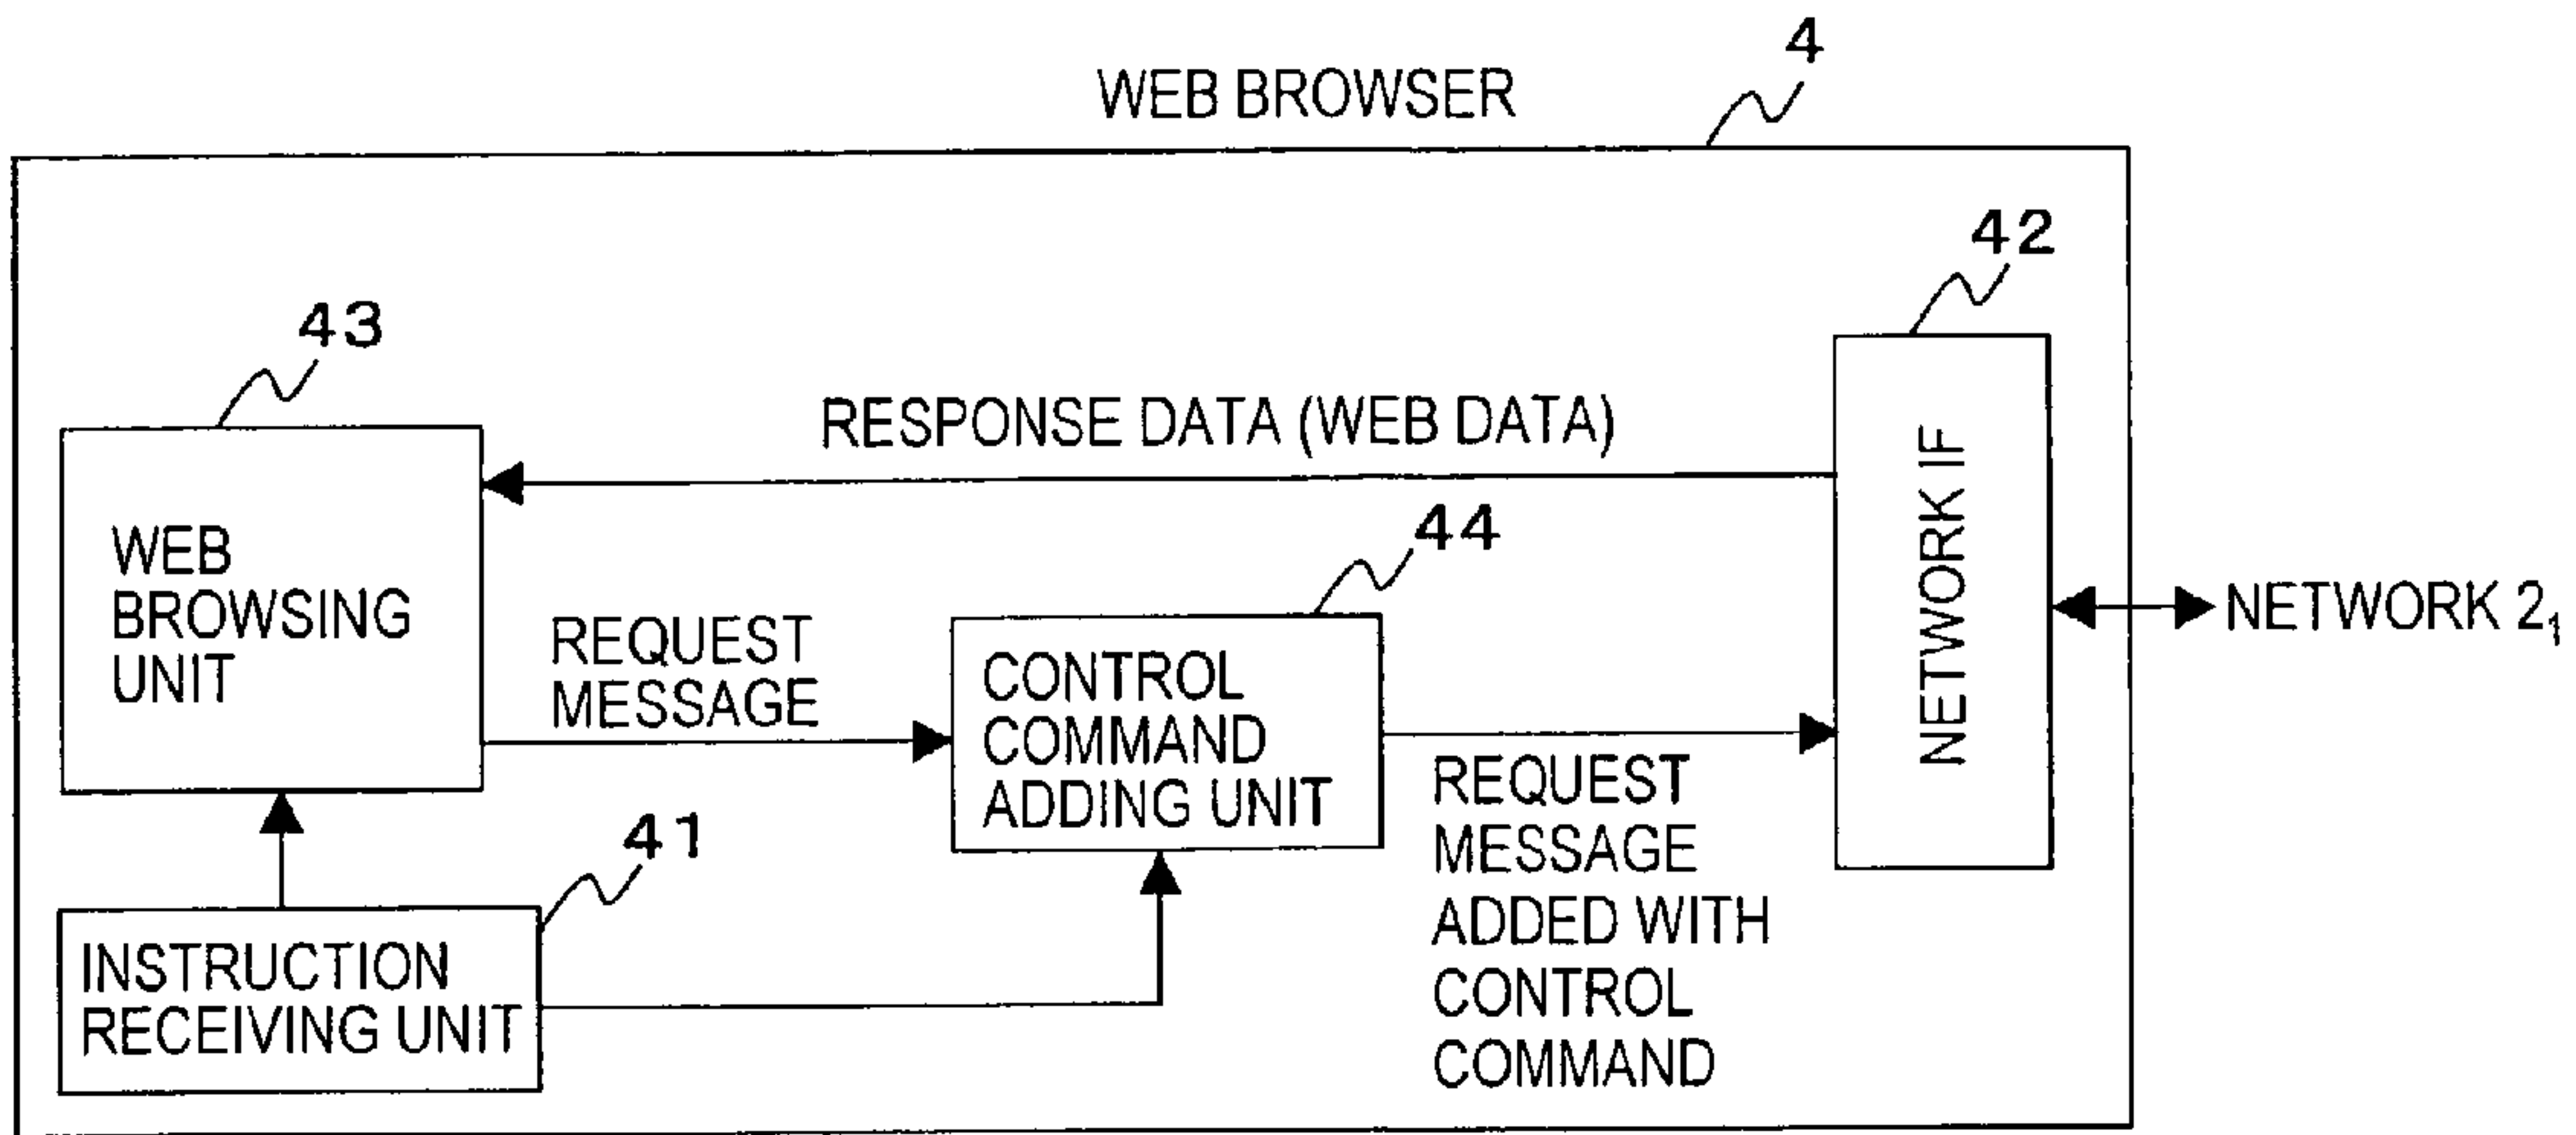 4
WEB BROWSER
42
43
RESPONSE DATA (WEB DATA)
NETWORK IF
44
WEB
BROWSING
UNIT
REQUEST
MESSAGE
CONTROL
COMMAND
ADDING UNIT
NETWORK 2₁
REQUEST
MESSAGE
ADDED WITH
CONTROL
COMMAND
41
INSTRUCTION
RECEIVING UNIT